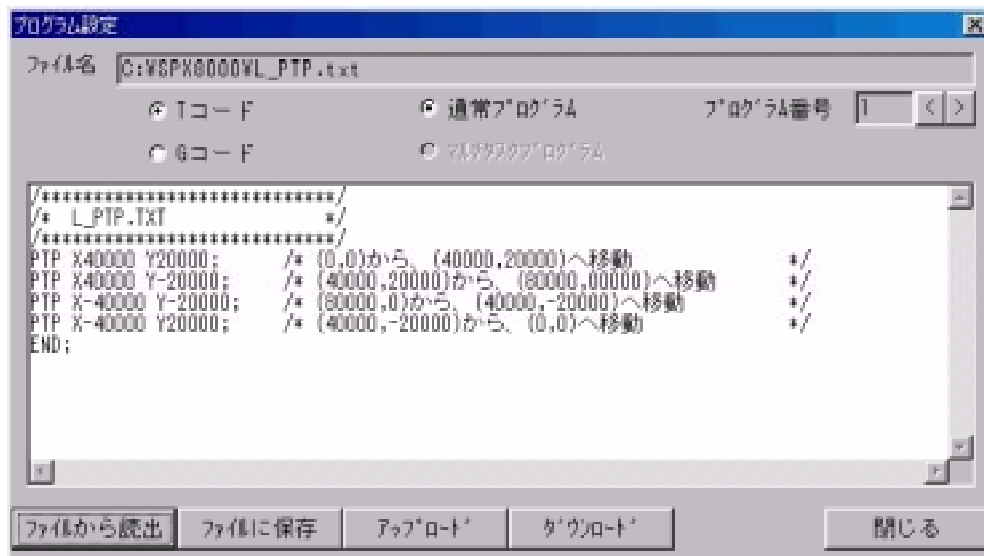 プログラム設定
ファイル名 C:¥SPX8000¥L_PTP.txt
Tコード 通常プログラム プログラム番号 1 < >
Gコード マルチタスクプログラム
/****************************/
/* L_PTP.TXT */
/****************************/
PTP X40000 Y20000; /* (0,0)から、(40000,20000)へ移動 */
PTP X40000 Y-20000; /* (40000,20000)から、(80000,00000)へ移動 */
PTP X-40000 Y-20000; /* (80000,0)から、(40000,-20000)へ移動 */
PTP X-40000 Y20000; /* (40000,-20000)から、(0,0)へ移動 */
END;
ファイルから読出 ファイルに保存 アップロード ダウンロード 閉じる